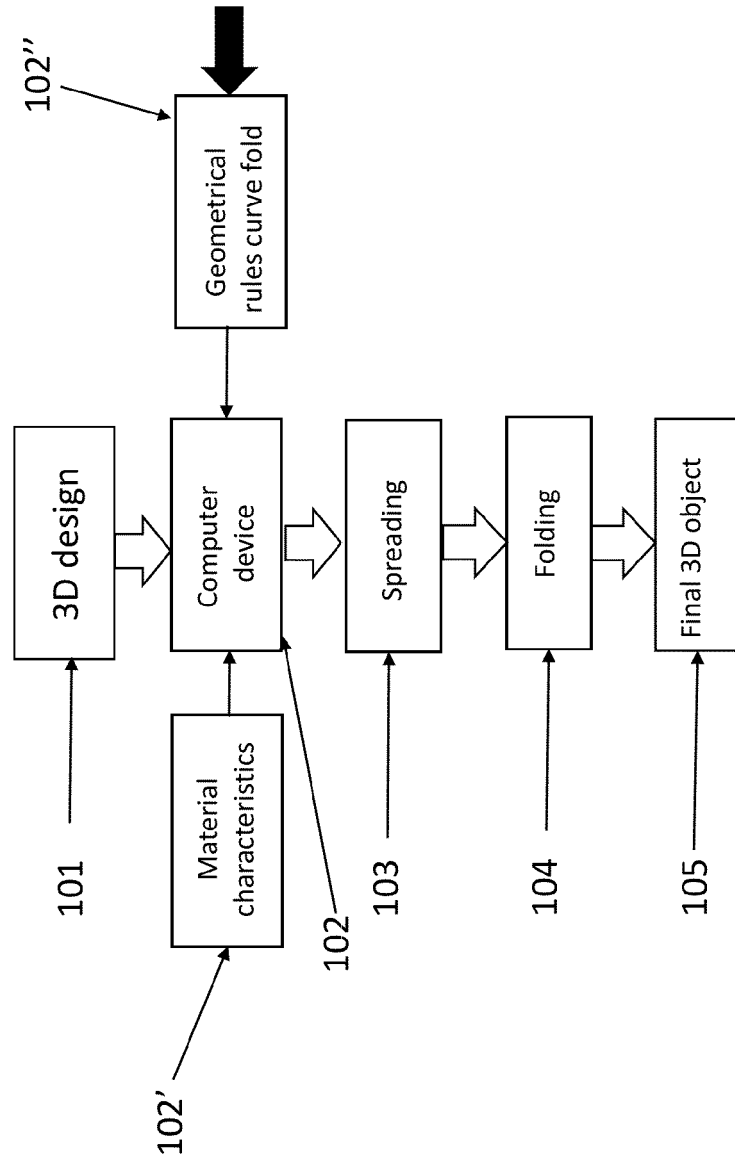 101
3D design
102'
Material
characteristics
102
Computer
device
102''
Geometrical
rules curve fold
103
Spreading
104
Folding
105
Final 3D object